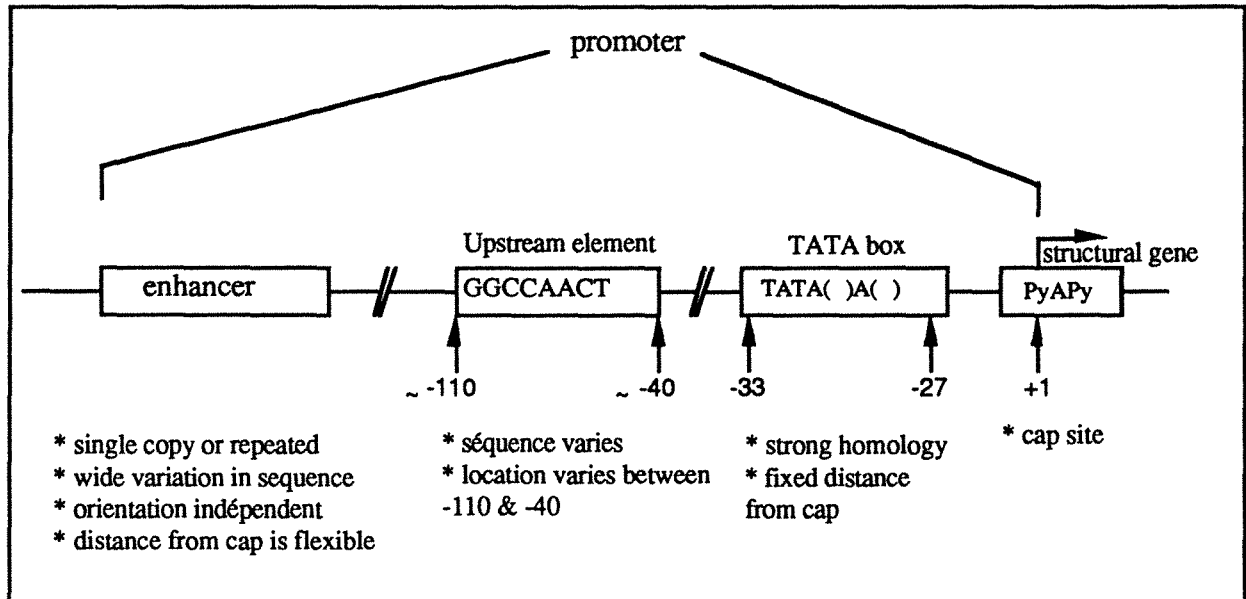 promoter
Upstream element
TATA box
structural gene
enhancer
GGCCAACT
TATA( )A( )
PyAPy
~ -110
~ -40
-33
-27
+1
* single copy or repeated
* wide variation in sequence
* orientation indépendent
* distance from cap is flexible
* séquence varies
* location varies between
-110 & -40
* strong homology
* fixed distance
from cap
* cap site